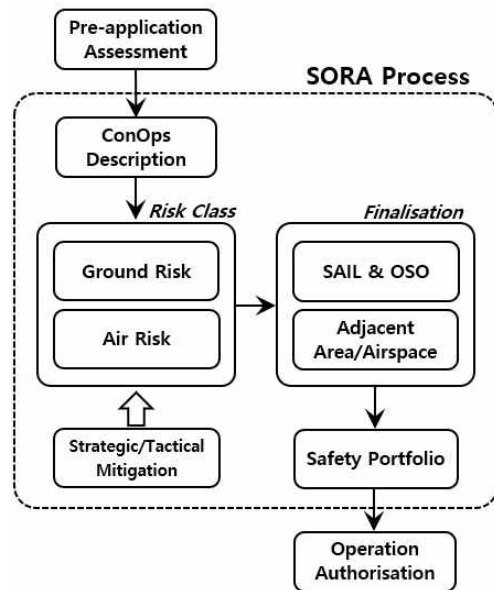 Pre-application
Assessment
SORA Process
ConOps
Description
Risk Class
Ground Risk
Air Risk
Strategic/Tactical
Mitigation
Finalisation
SAIL & OSO
Adjacent
Area/Airspace
Safety Portfolio
Operation
Authorisation